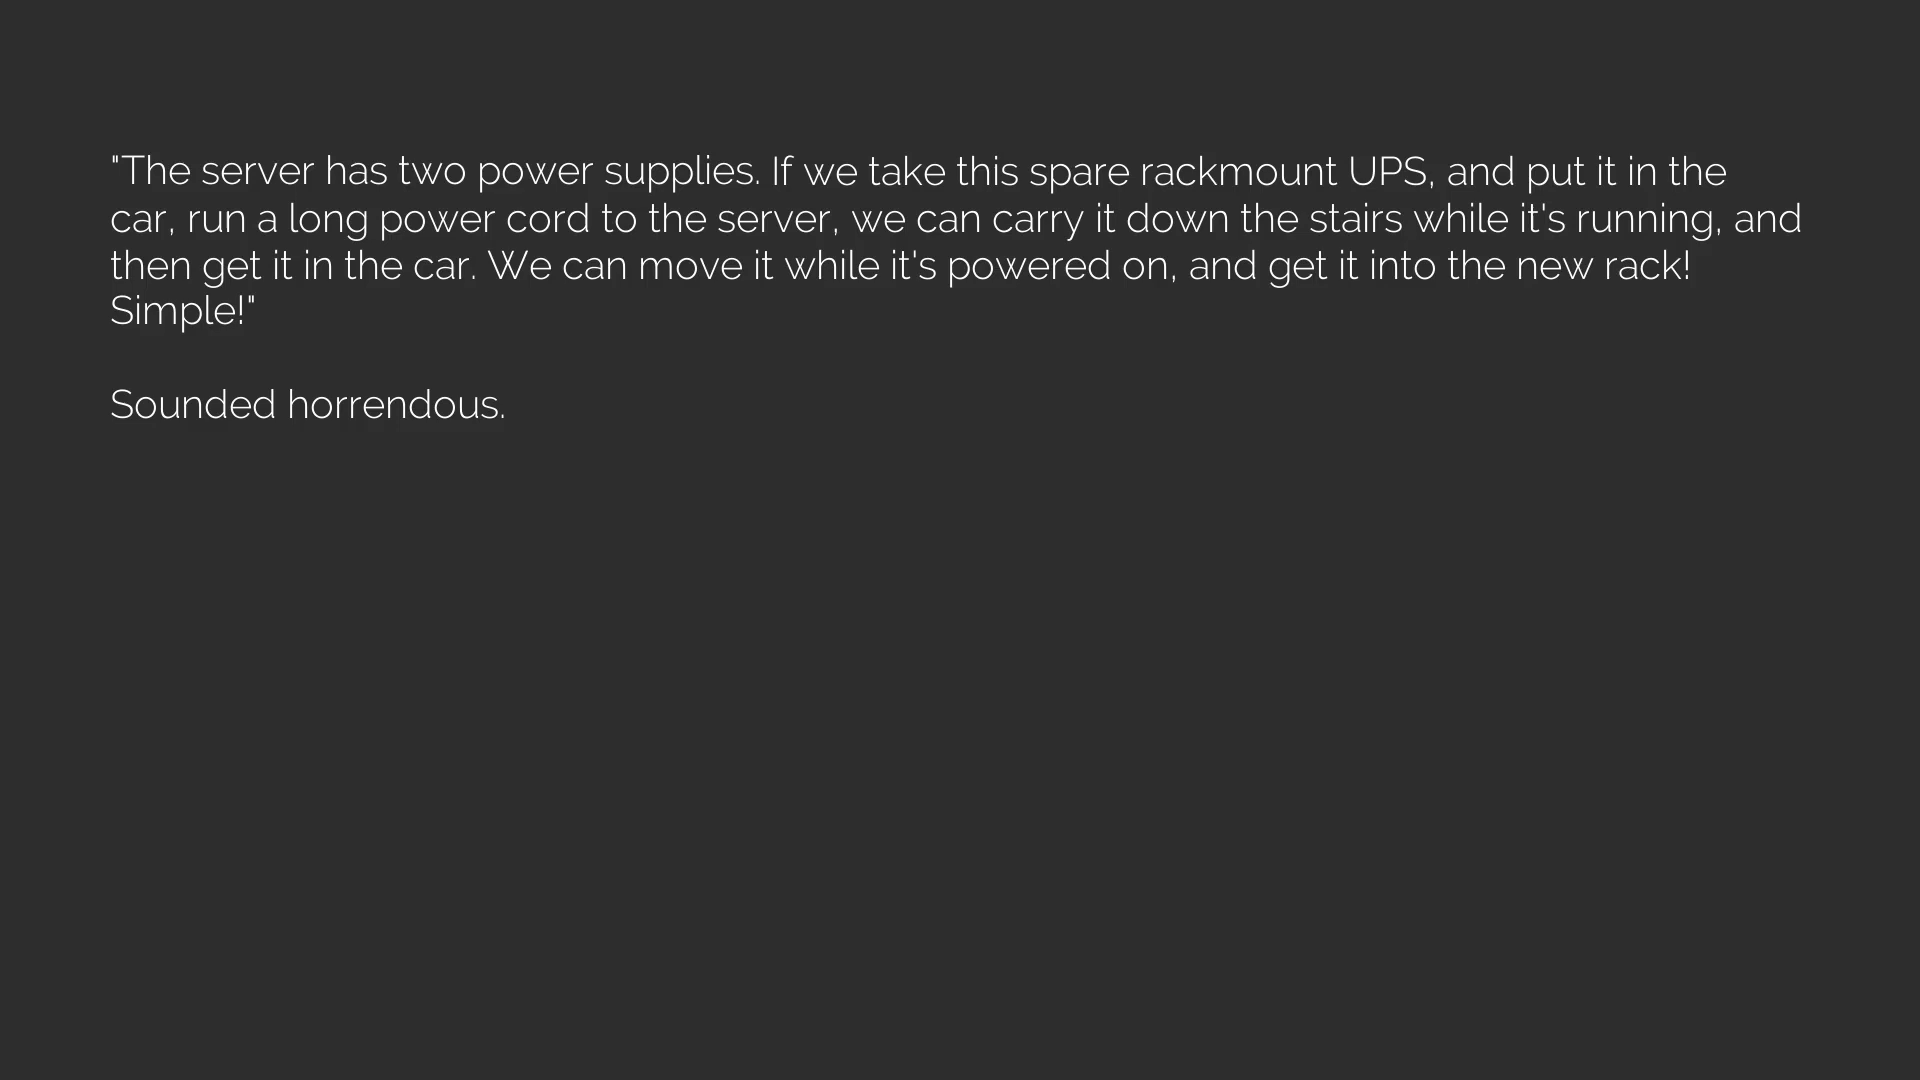 "The server has two power supplies. If we take this spare rackmount UPS, and put it in the
car, run a long power cord to the server, we can carry it down the stairs while it's running, and
then get it in the car. We can move it while it's powered on, and get it into the new rack!
Simple!"
Sounded horrendous.